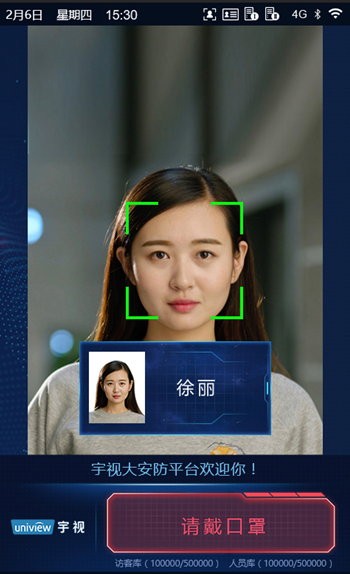 2月6日 星期四 15:30
4G
徐丽
宇视大安防平台欢迎你！
uniview 宇视
请戴口罩
访客库（100000/500000） 人员库（100000/500000）